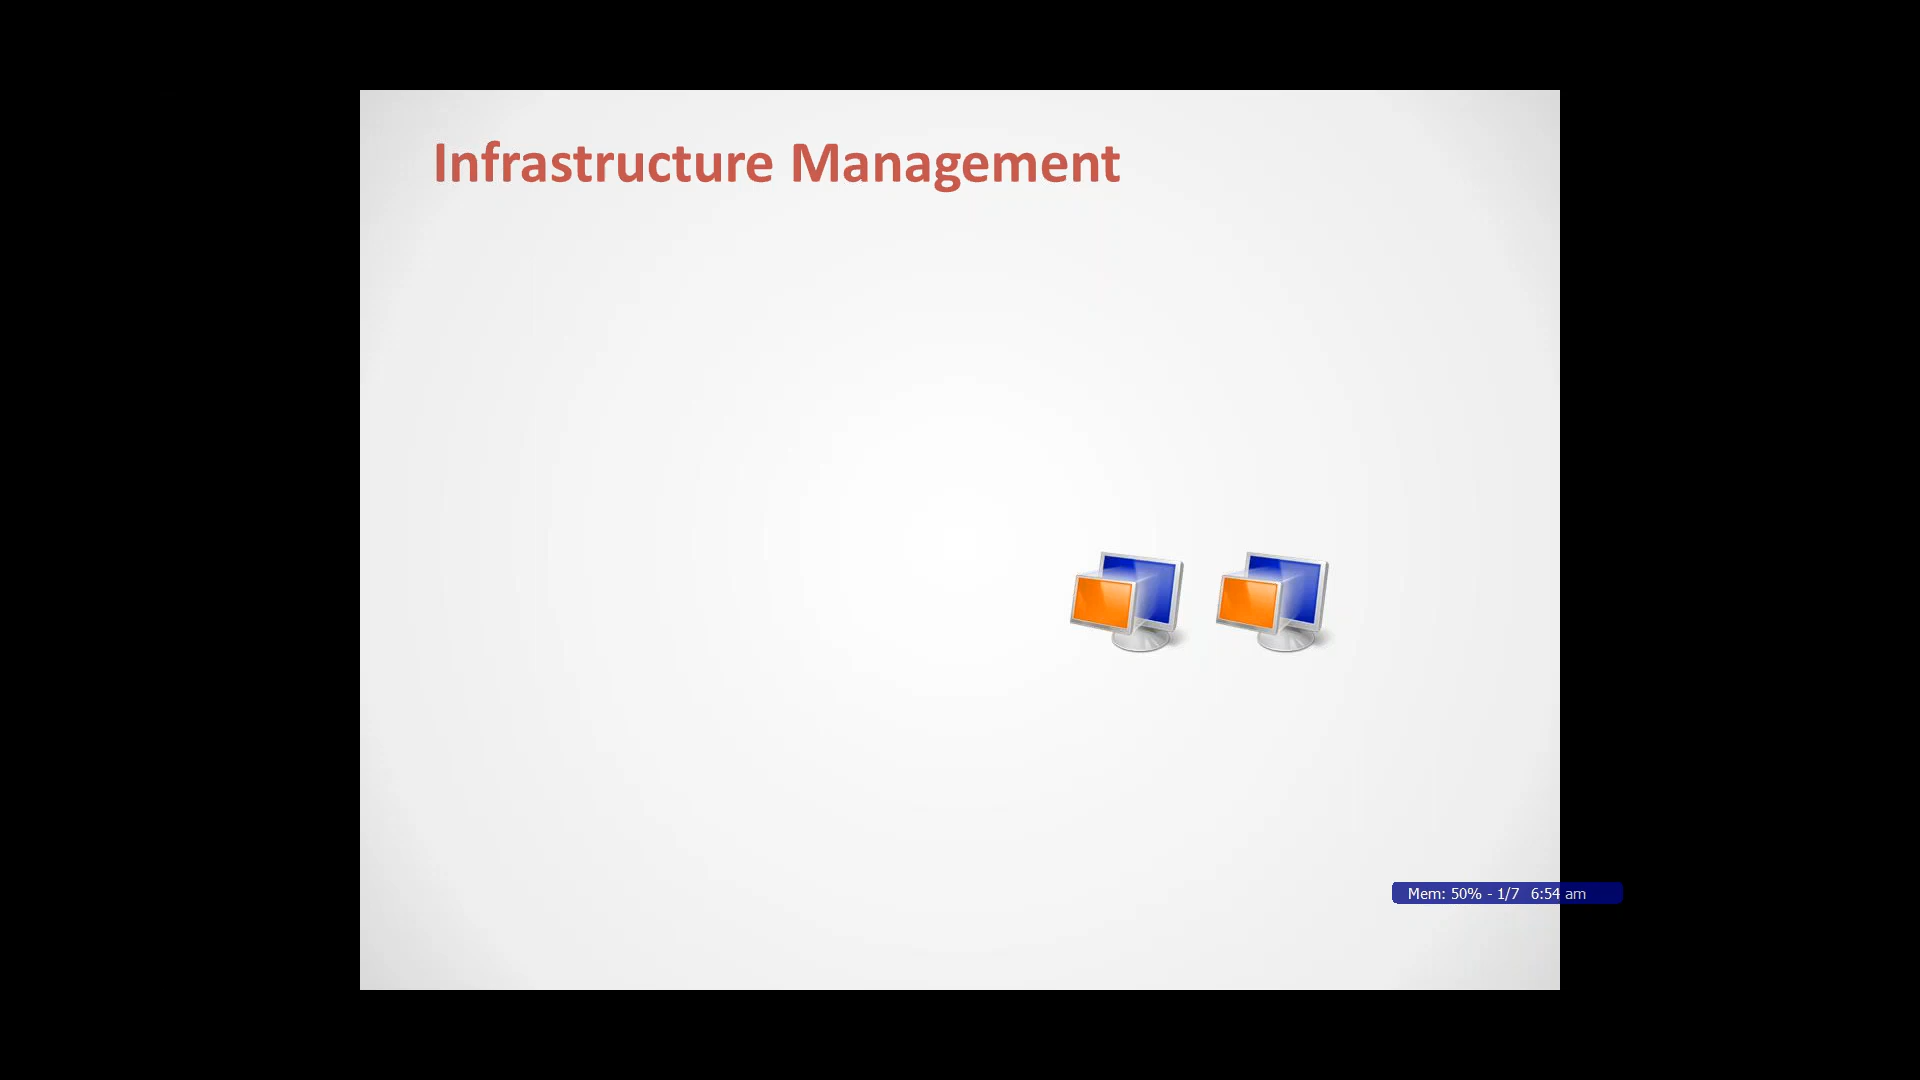 Infrastructure Management
Mem: 50% - 1/7 6:54 am